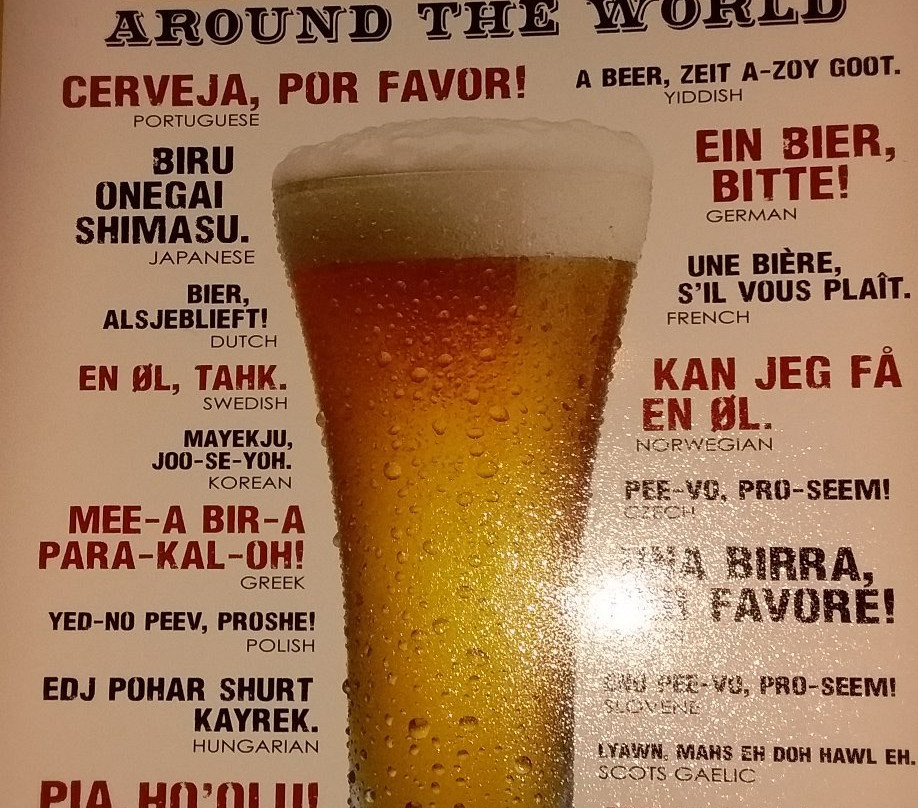 AROUND THE WORLD
CERVEJA, POR FAVOR!
PORTUGUESE
BIRU
ONEGAI
SHIMASU.
JAPANESE
BIER,
ALSJEBLIEFT!
DUTCH
EN ØL, TAHK.
SWEDISH
MAYEKJU,
JOO-SE-YOH.
KOREAN
MEE-A BIR-A
PARA-KAL-OH!
GREEK
YED-NO PEEV, PROSHE!
POLISH
EDJ POHAR SHURT
KAYREK.
HUNGARIAN
PIA HO'OLU!
A BEER, ZEIT A-ZOY GOOT.
YIDDISH
EIN BIER,
BITTE!
GERMAN
UNE BIÈRE,
S'IL VOUS PLAÎT.
FRENCH
KAN JEG FÅ
EN ØL.
NORWEGIAN
PEE-VO, PRO-SEEM!
CZECH
UNA BIRRA,
FAVORE!
PEE-VO, PRO-SEEM!
SLOVENE
LYAWN, MAHS EH DOH HAWL EH.
SCOTS GAELIC